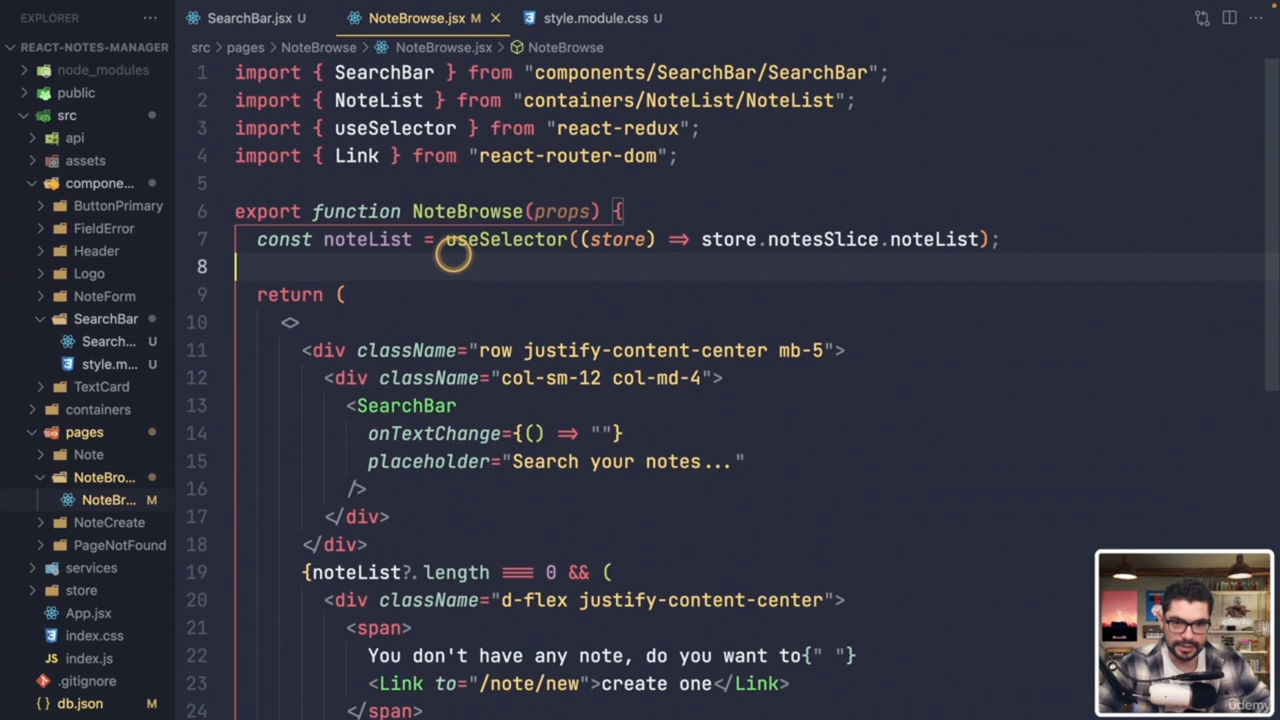 EXPLORER
REACT-NOTES-MANAGER
node_modules
public
src
api
assets
compone...
ButtonPrimary
FieldError
Header
Logo
NoteForm
SearchBar
Search... U
style.m... U
TextCard
containers
pages
Note
NoteBro...
NoteBr... M
NoteCreate
PageNotFound
services
store
App.jsx
index.css
JS index.js
.gitignore
{} db.json M
SearchBar.jsx U
NoteBrowse.jsx M
style.module.css U
src > pages > NoteBrowse > NoteBrowse.jsx > NoteBrowse
1 import { SearchBar } from "components/SearchBar/SearchBar";
2 import { NoteList } from "containers/NoteList/NoteList";
3 import { useSelector } from "react-redux";
4 import { Link } from "react-router-dom";
5
6 export function NoteBrowse(props) {
7 const noteList = useSelector((store) => store.notesSlice.noteList);
8
9 return (
10 <>
11 <div className="row justify-content-center mb-5">
12 <div className="col-sm-12 col-md-4">
13 <SearchBar
14 onTextChange={() => ""}
15 placeholder="Search your notes..."
16 />
17 </div>
18 </div>
19 {noteList?.length === 0 && (
20 <div className="d-flex justify-content-center">
21 <span>
22 You don't have any note, do you want to{" "}
23 <Link to="/note/new">create one</Link>
24 </span>
udemy